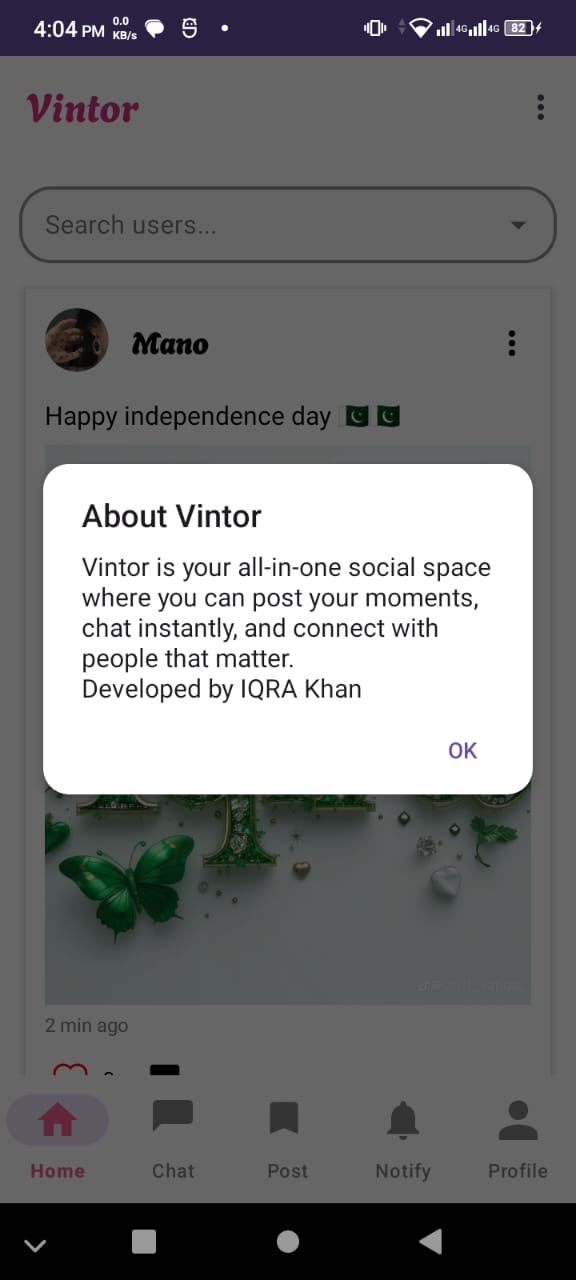 4:04 PM
0.0
KB/s
4G
4G
82
Vintor
Search users...
Mano
Happy independence day 🇵🇰 🇵🇰
About Vintor
Vintor is your all-in-one social space
where you can post your moments,
chat instantly, and connect with
people that matter.
Developed by IQRA Khan
OK
2 min ago
Home
Chat
Post
Notify
Profile